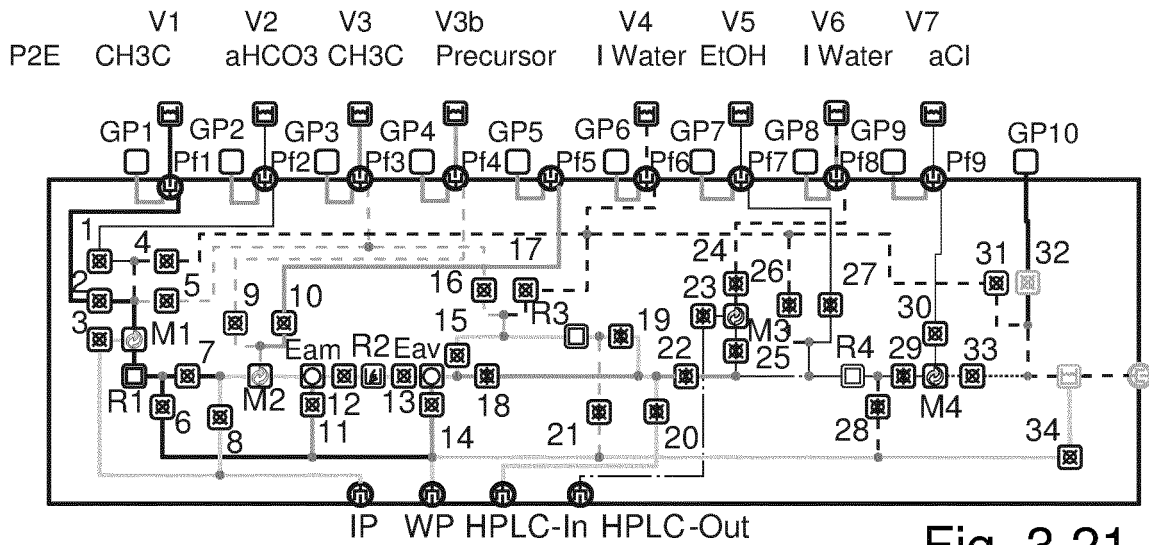 V1 V2 V3 V3b V4 V5 V6 V7
P2E CH3C aHCO3 CH3C Precursor I Water EtOH I Water aCl
GP1 GP2 GP3 GP4 GP5 GP6 GP7 GP8 GP9 GP10
Pf1 Pf2 Pf3 Pf4 Pf5 Pf6 Pf7 Pf8 Pf9
1 4 17 24 31 32
2 5 9 10 16 R3 23 26 27 30
3 M1 15 19 M3
7 Eam R2 Eav 22 25 R4 29 33
R1 6 M2 12 13 18 28 M4
8 11 14 21 20 34
IP WP HPLC-In HPLC-Out
Fig. 3-21